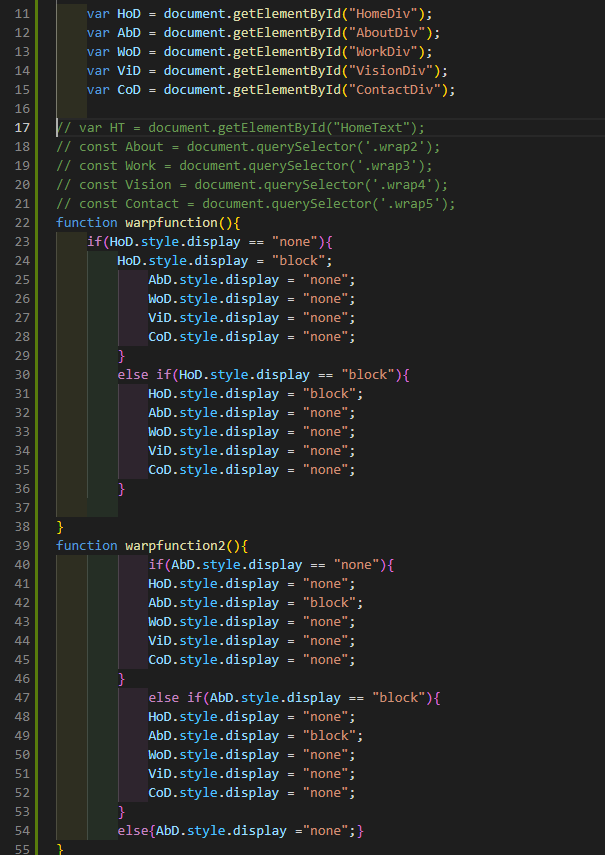 11 var HoD = document.getElementById("HomeDiv");
12 var AbD = document.getElementById("AboutDiv");
13 var WoD = document.getElementById("WorkDiv");
14 var ViD = document.getElementById("VisionDiv");
15 var CoD = document.getElementById("ContactDiv");
16
17 // var HT = document.getElementById("HomeText");
18 // const About = document.querySelector('.wrap2');
19 // const Work = document.querySelector('.wrap3');
20 // const Vision = document.querySelector('.wrap4');
21 // const Contact = document.querySelector('.wrap5');
22 function warpfunction(){
23 if(HoD.style.display == "none"){
24 HoD.style.display = "block";
25 AbD.style.display = "none";
26 WoD.style.display = "none";
27 ViD.style.display = "none";
28 CoD.style.display = "none";
29 }
30 else if(HoD.style.display == "block"){
31 HoD.style.display = "block";
32 AbD.style.display = "none";
33 WoD.style.display = "none";
34 ViD.style.display = "none";
35 CoD.style.display = "none";
36 }
37
38 }
39 function warpfunction2(){
40 if(AbD.style.display == "none"){
41 HoD.style.display = "none";
42 AbD.style.display = "block";
43 WoD.style.display = "none";
44 ViD.style.display = "none";
45 CoD.style.display = "none";
46 }
47 else if(AbD.style.display == "block"){
48 HoD.style.display = "none";
49 AbD.style.display = "block";
50 WoD.style.display = "none";
51 ViD.style.display = "none";
52 CoD.style.display = "none";
53 }
54 else{AbD.style.display ="none";}
55 }